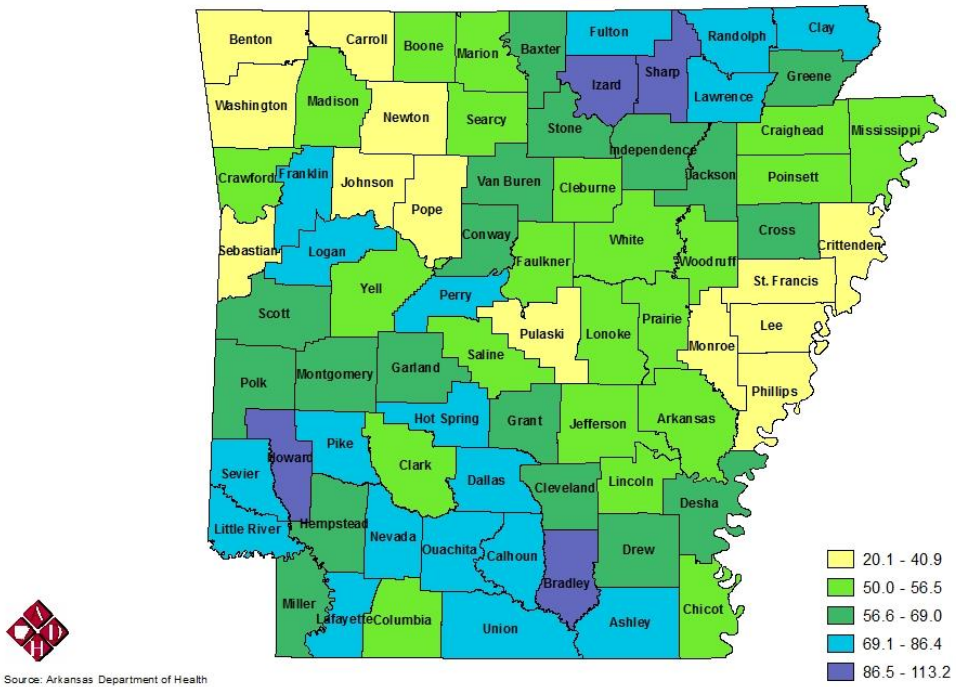 Benton
Carroll
Boone
Marion
Baxter
Fulton
Randolph
Clay
Izard
Sharp
Greene
Lawrence
Washington
Madison
Newton
Searcy
Stone
Independence
Jackson
Craighead
Mississippi
Crawford
Franklin
Johnson
Pope
Van Buren
Cleburne
Poinsett
Sebastian
Logan
Conway
Faulkner
White
Woodruff
Cross
Crittenden
Scott
Yell
Perry
Pulaski
Lonoke
Prairie
St. Francis
Monroe
Lee
Phillips
Polk
Montgomery
Garland
Saline
Hot Spring
Grant
Jefferson
Arkansas
Howard
Pike
Clark
Dallas
Cleveland
Lincoln
Desha
Sevier
Little River
Hempstead
Nevada
Ouachita
Calhoun
Bradley
Drew
Miller
Lafayette
Columbia
Union
Ashley
Chicot
20.1 - 40.9
50.0 - 56.5
56.6 - 69.0
69.1 - 86.4
86.5 - 113.2
A
D
H
Source: Arkansas Department of Health